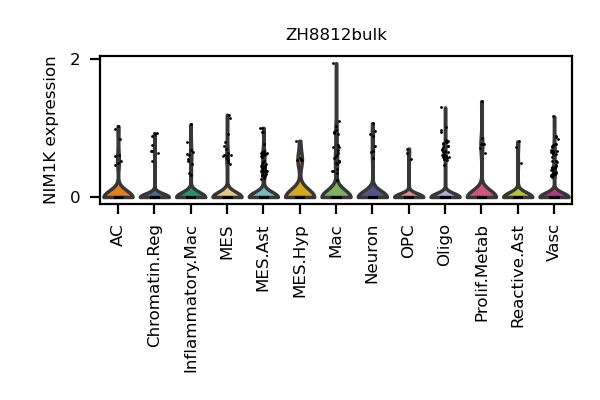 ZH8812bulk
NIM1K expression
2
0
AC
Chromatin.Reg
Inflammatory.Mac
MES
MES.Ast
MES.Hyp
Mac
Neuron
OPC
Oligo
Prolif.Metab
Reactive.Ast
Vasc